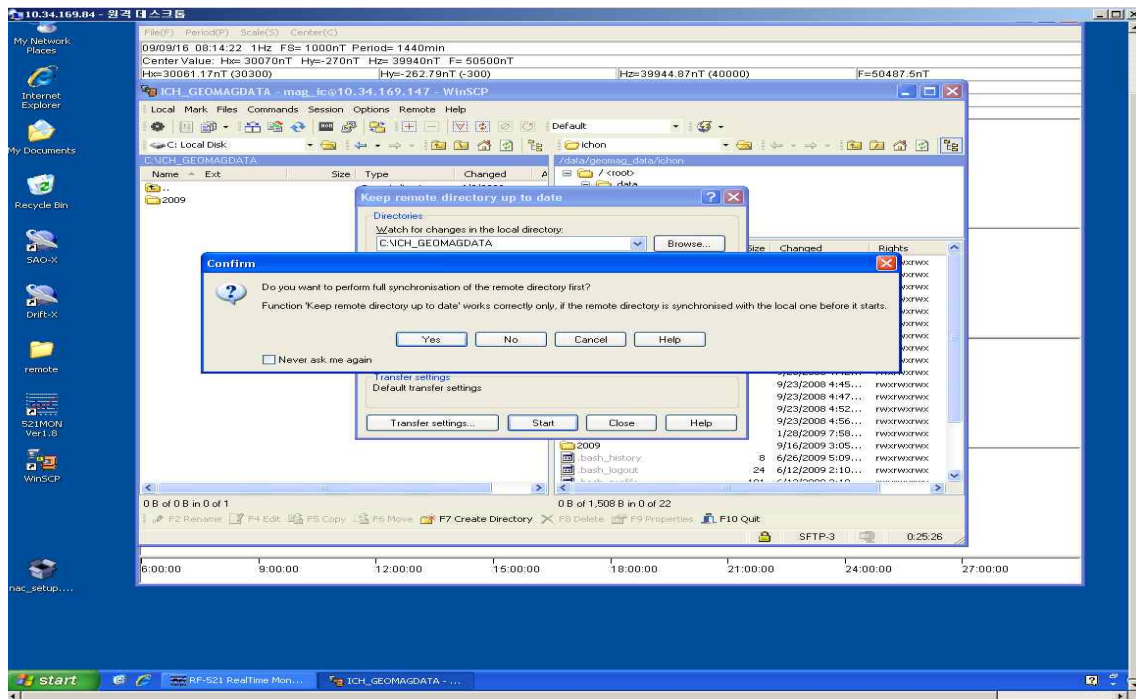 10.34.169.84 - 원격 데스크톱
My Network
Places
Internet
Explorer
My Documents
Recycle Bin
SAO-X
Drift-X
remote
521MON
Ver1.8
WinSCP
nac_setup....
File(F) Period(P) Scale(S) Center(C)
09/09/16 08:14:22 1Hz FS= 1000nT Period= 1440min
Center Value: Hx= 30070nT Hy=-270nT Hz= 39940nT F= 50500nT
Hx=30061.17nT (30300) Hy=-262.79nT (-300) Hz=39944.87nT (40000) F=50487.5nT
ICH_GEOMAGDATA - mag_ic@10.34.169.147 - WinSCP
Local Mark Files Commands Session Options Remote Help
Default
C: Local Disk
ichon
C:\ICH_GEOMAGDATA
/data/geomag_data/ichon
Name Ext Size Type Changed A
/ <root>
data
..
2009
Keep remote directory up to date
Directories
Watch for changes in the local directory:
C:\ICH_GEOMAGDATA
Browse...
Size Changed Rights
Confirm
Do you want to perform full synchronisation of the remote directory first?
Function 'Keep remote directory up to date' works correctly only, if the remote directory is synchronised with the local one before it starts.
Yes No Cancel Help
Never ask me again
Transfer settings
Default transfer settings
9/23/2008 4:45... rwxrwxrwx
9/23/2008 4:47... rwxrwxrwx
9/23/2008 4:52... rwxrwxrwx
9/23/2008 4:56... rwxrwxrwx
1/28/2009 7:58... rwxrwxrwx
Transfer settings... Start Close Help
2009 9/16/2009 3:05... rwxrwxrwx
.bash_history 8 6/26/2009 5:09... rwxrwxrwx
.bash_logout 24 6/12/2009 2:10... rwxrwxrwx
0 B of 0 B in 0 of 1
0 B of 1,508 B in 0 of 22
F2 Rename F4 Edit F5 Copy F6 Move F7 Create Directory F8 Delete F9 Properties F10 Quit
SFTP-3 0:25:26
6:00:00 9:00:00 12:00:00 15:00:00 18:00:00 21:00:00 24:00:00 27:00:00
start
RF-521 RealTime Mon...
ICH_GEOMAGDATA - ...